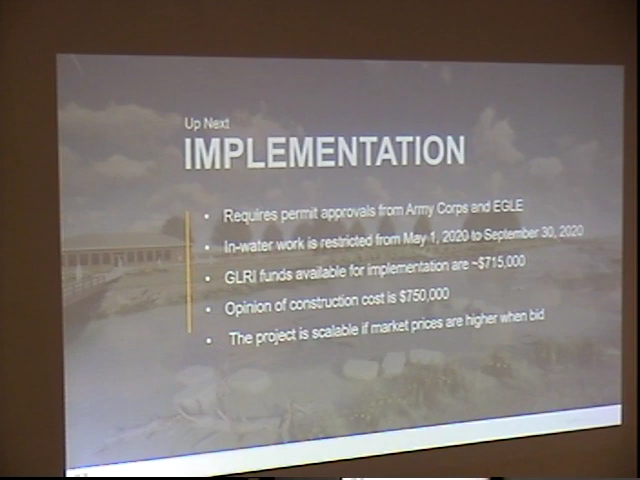 Up Next
IMPLEMENTATION
• Requires permit approvals from Army Corps and EGLE
• In-water work is restricted from May 1, 2020 to September 30, 2020
• GLRI funds available for implementation are ~$715,000
• Opinion of construction cost is $750,000
• The project is scalable if market prices are higher when bid